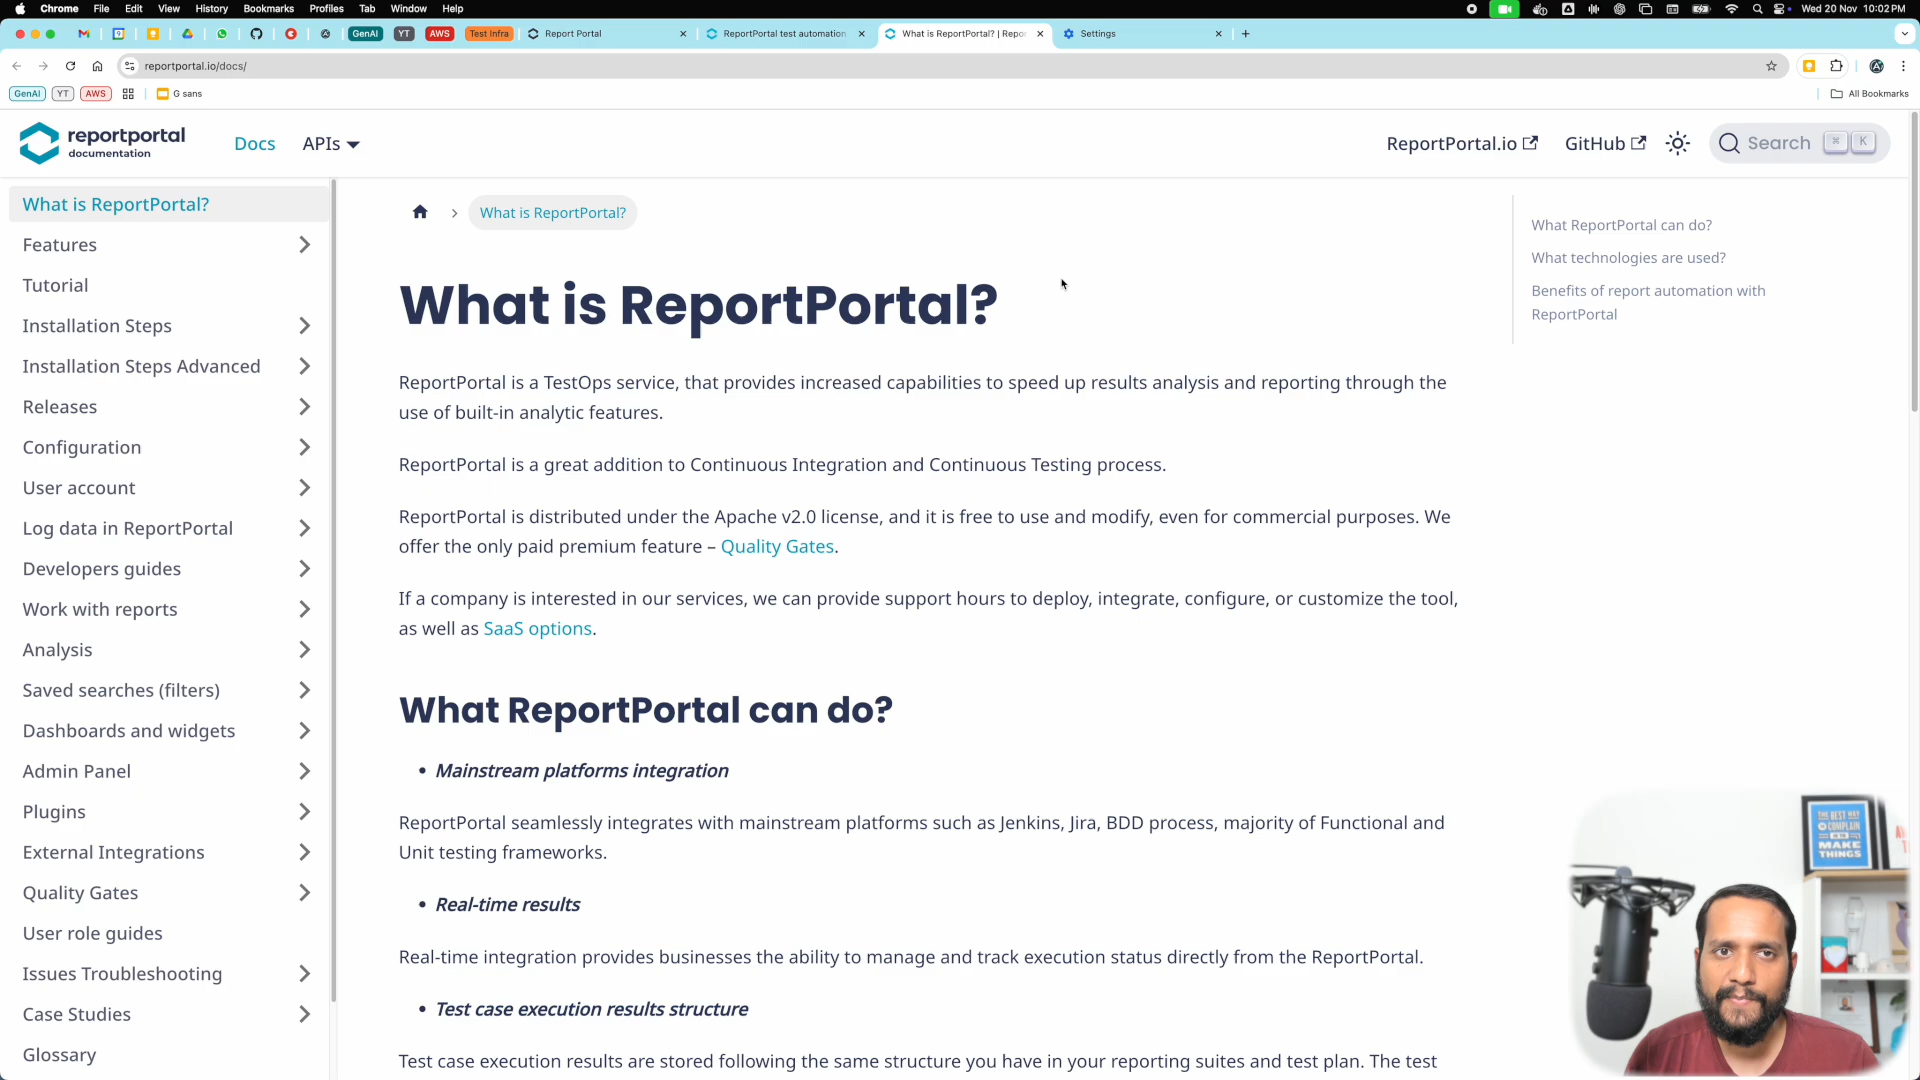 Chrome File Edit View History Bookmarks Profiles Tab Window Help Wed 20 Nov 10:02 PM
GenAI YT AWS Test Infra Report Portal ReportPortal test automation What is ReportPortal? | Repo Settings
reportportal.io/docs/
GenAI YT AWS G sans All Bookmarks
reportportal
documentation
Docs APIs ReportPortal.io GitHub Search ⌘ K
What is ReportPortal?
Features
Tutorial
Installation Steps
Installation Steps Advanced
Releases
Configuration
User account
Log data in ReportPortal
Developers guides
Work with reports
Analysis
Saved searches (filters)
Dashboards and widgets
Admin Panel
Plugins
External Integrations
Quality Gates
User role guides
Issues Troubleshooting
Case Studies
Glossary
What is ReportPortal?
What is ReportPortal?
ReportPortal is a TestOps service, that provides increased capabilities to speed up results analysis and reporting through the
use of built-in analytic features.
ReportPortal is a great addition to Continuous Integration and Continuous Testing process.
ReportPortal is distributed under the Apache v2.0 license, and it is free to use and modify, even for commercial purposes. We
offer the only paid premium feature – Quality Gates.
If a company is interested in our services, we can provide support hours to deploy, integrate, configure, or customize the tool,
as well as SaaS options.
What ReportPortal can do?
• Mainstream platforms integration
ReportPortal seamlessly integrates with mainstream platforms such as Jenkins, Jira, BDD process, majority of Functional and
Unit testing frameworks.
• Real-time results
Real-time integration provides businesses the ability to manage and track execution status directly from the ReportPortal.
• Test case execution results structure
Test case execution results are stored following the same structure you have in your reporting suites and test plan. The test
What ReportPortal can do?
What technologies are used?
Benefits of report automation with
ReportPortal
THE BEST WAY
COMPLAIN
MAKE
THINGS